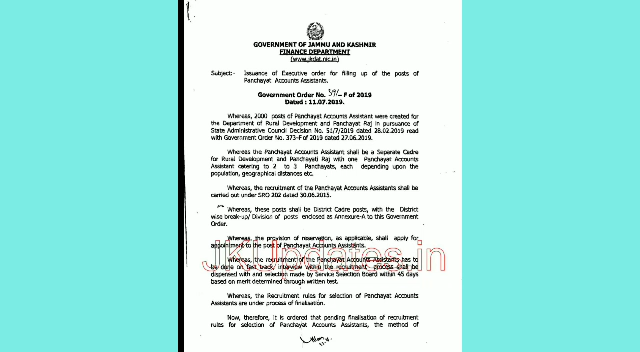 GOVERNMENT OF JAMMU AND KASHMIR
FINANCE DEPARTMENT
(www.jkdat.nic.in)
Subject:- Issuance of Executive order for filling up of the posts of
Panchayat Accounts Assistants.
Government Order No. 391- F of 2019
Dated : 11.07.2019.
Whereas, 2000 posts of Panchayat Accounts Assistant were created for
the Department of Rural Development and Panchayat Raj in pursuance of
State Administrative Council Decision No. 51/7/2019 dated 28.02.2019 read
with Government Order No. 373-F of 2019 dated 27.06.2019.
Whereas the Panchayat Accounts Assistant shall be a Separate Cadre
for Rural Development and Panchayati Raj with one Panchayat Accounts
Assistant catering to 2 to 3 Panchayats, each depending upon the
population, geographical distances etc.
Whereas, the recruitment of the Panchayat Accounts Assistants shall be
carried out under SRO 202 dated 30.06.2015.
Whereas, these posts shall be District Cadre posts, with the District
wise break-up/ Division of posts enclosed as Annexure-A to this Government
Order.
Whereas, the provision of reservation, as applicable, shall apply for
appointment to the post of Panchayat Accounts Assistants.
JKUpdates.in
Whereas, the recruitment of the Panchayat Accounts Assistants has to
be done on fast track, interview within the recruitment process shall be
dispensed with and selection made by Service Selection Board within 45 days
based on merit determined through written test.
Whereas, the Recruitment rules for selection of Panchayat Accounts
Assistants are under process of finalisation.
Now, therefore, it is ordered that pending finalisation of recruitment
rules for selection of Panchayat Accounts Assistants, the method of